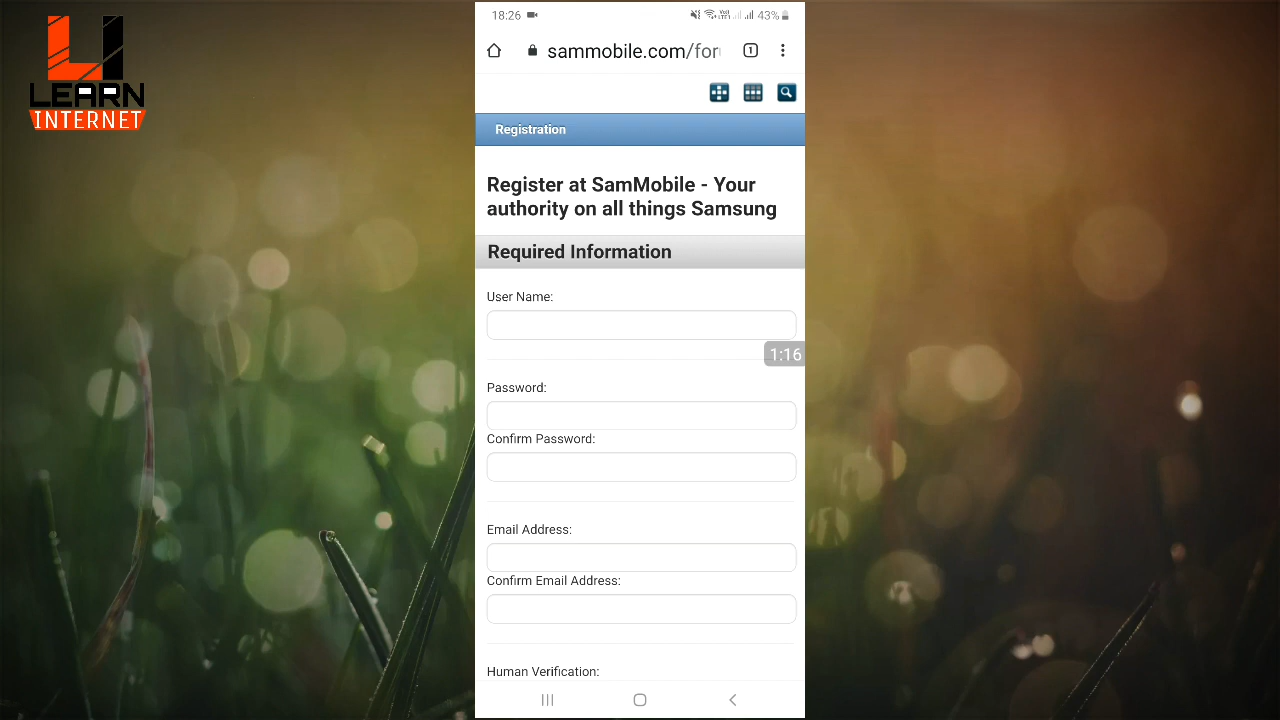 LEARN
INTERNET
18:26
43%
sammobile.com/for
1
Registration
Register at SamMobile - Your
authority on all things Samsung
Required Information
User Name:
1:16
Password:
Confirm Password:
Email Address:
Confirm Email Address:
Human Verification: